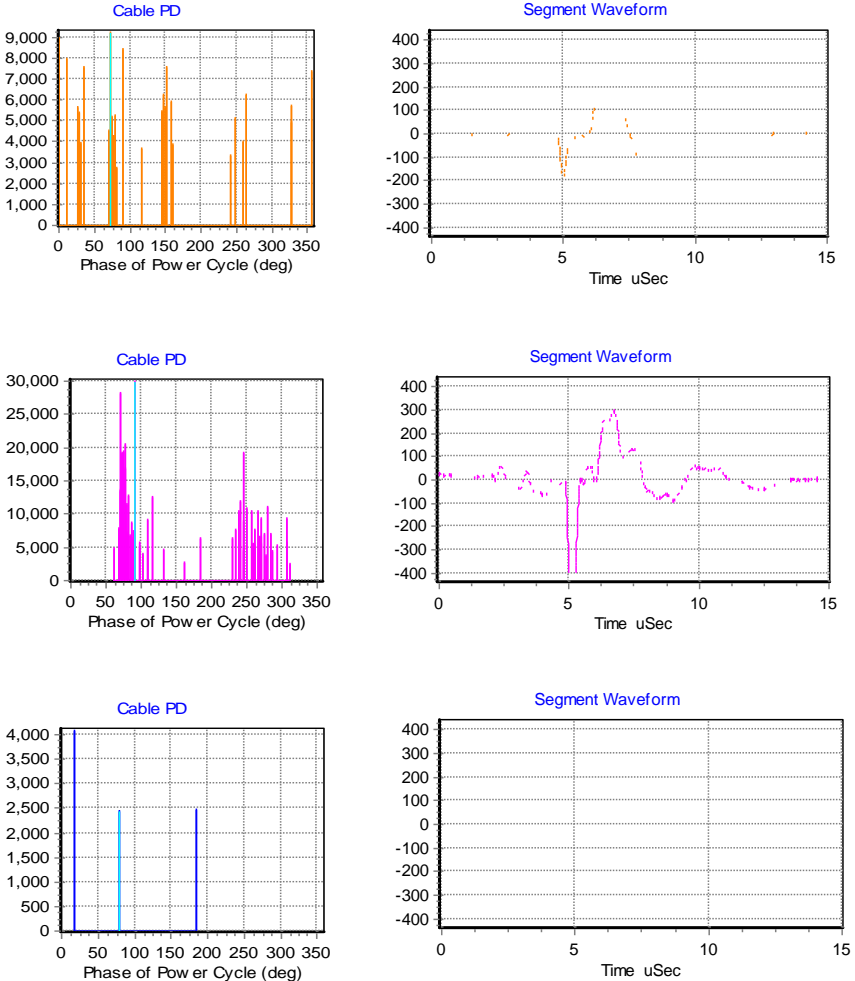 Cable PD
Segment Waveform
9,000
8,000
7,000
6,000
5,000
4,000
3,000
2,000
1,000
0
0 50 100 150 200 250 300 350
Phase of Power Cycle (deg)
400
300
200
100
0
-100
-200
-300
-400
0 5 10 15
Time uSec
Cable PD
Segment Waveform
30,000
25,000
20,000
15,000
10,000
5,000
0
0 50 100 150 200 250 300 350
Phase of Power Cycle (deg)
400
300
200
100
0
-100
-200
-300
-400
0 5 10 15
Time uSec
Cable PD
Segment Waveform
4,000
3,500
3,000
2,500
2,000
1,500
1,000
500
0
0 50 100 150 200 250 300 350
Phase of Power Cycle (deg)
400
300
200
100
0
-100
-200
-300
-400
0 5 10 15
Time uSec